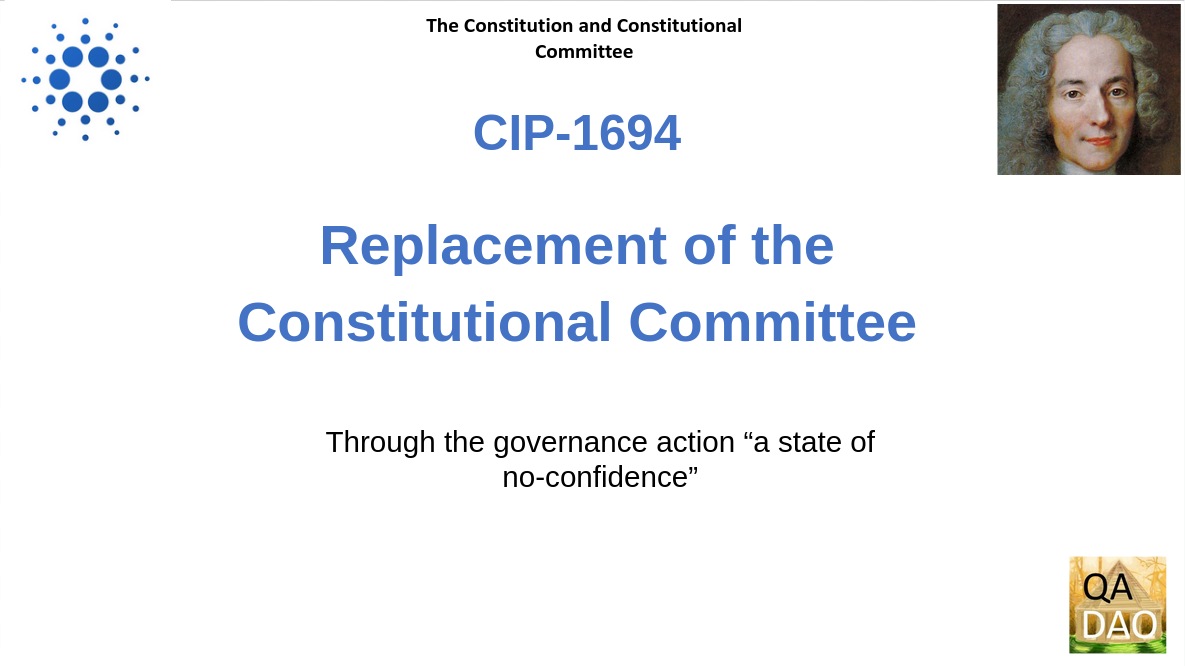 The Constitution and Constitutional
Committee
CIP-1694
Replacement of the
Constitutional Committee
Through the governance action “a state of
no-confidence”
QA
DAO